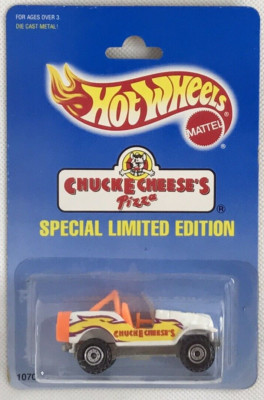 FOR AGES OVER 3
DIE CAST METAL!
HOT WHEELS
MATTEL
CHUCK E CHEESE'S
Pizza
®
SPECIAL LIMITED EDITION
CHUCK E CHEESE'S